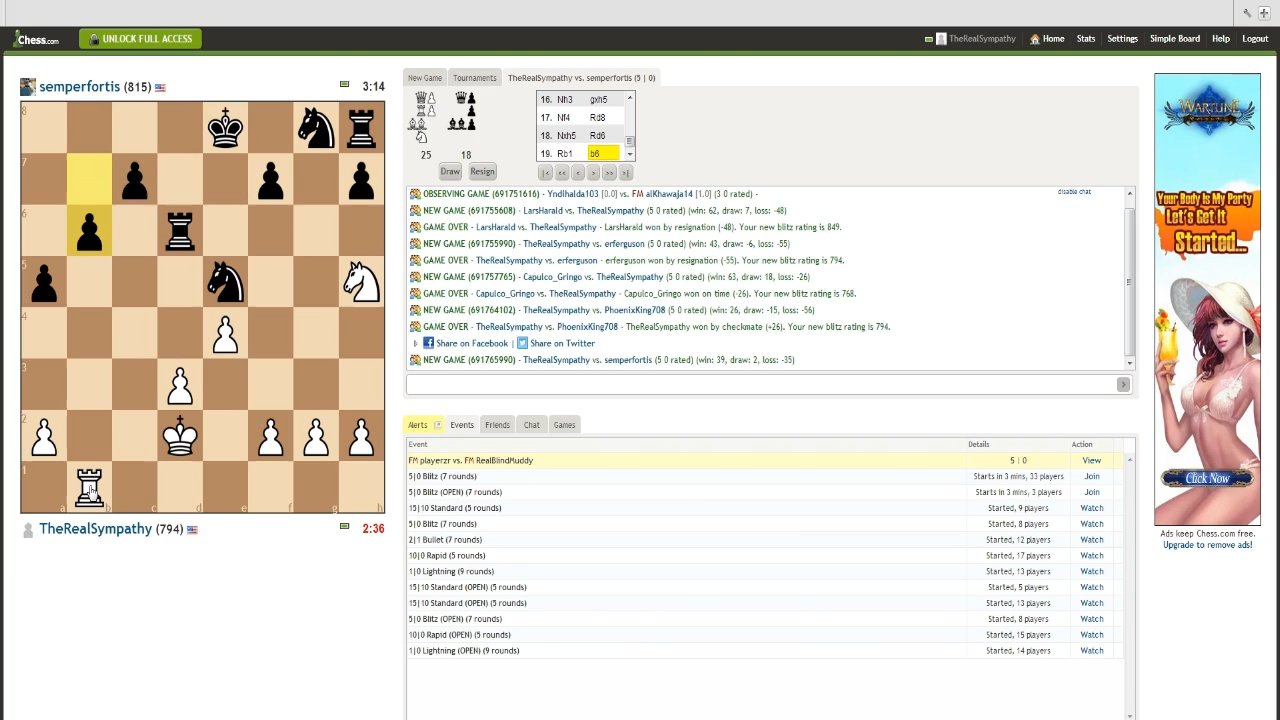 Chess.com
UNLOCK FULL ACCESS
TheRealSympathy
Home
Stats
Settings
Simple Board
Help
Logout
semperfortis (815)
3:14
8
7
6
5
4
3
2
1
a b c d e f g h
TheRealSympathy (794)
2:36
New Game
Tournaments
TheRealSympathy vs. semperfortis (5 | 0)
25
18
16. Nh3 gxh5
17. Nf4 Rd8
18. Nxh5 Rd6
19. Rb1 b6
Draw
Resign
|<
<<
<
>
>>
>|
disable chat
OBSERVING GAME (691751616) - Yndihalda103 [0.0] vs. FM alKhawaja14 [1.0] (3 0 rated) -
NEW GAME (691755608) - LarsHarald vs. TheRealSympathy (5 0 rated) (win: 62, draw: 7, loss: -48)
GAME OVER - LarsHarald vs. TheRealSympathy - LarsHarald won by resignation (-48). Your new blitz rating is 849.
NEW GAME (691755990) - TheRealSympathy vs. erferguson (5 0 rated) (win: 43, draw: -6, loss: -55)
GAME OVER - TheRealSympathy vs. erferguson - erferguson won by resignation (-55). Your new blitz rating is 794.
NEW GAME (691757765) - Capulco_Gringo vs. TheRealSympathy (5 0 rated) (win: 63, draw: 18, loss: -26)
GAME OVER - Capulco_Gringo vs. TheRealSympathy - Capulco_Gringo won on time (-26). Your new blitz rating is 768.
NEW GAME (691764102) - TheRealSympathy vs. PhoenixKing708 (5 0 rated) (win: 26, draw: -15, loss: -56)
GAME OVER - TheRealSympathy vs. PhoenixKing708 - TheRealSympathy won by checkmate (+26). Your new blitz rating is 794.
Share on Facebook | Share on Twitter
NEW GAME (691765990) - TheRealSympathy vs. semperfortis (5 0 rated) (win: 39, draw: 2, loss: -35)
Alerts
Events
Friends
Chat
Games
Event Details Action
FM playerzr vs. FM RealBlindMuddy 5 | 0 View
5|0 Blitz (7 rounds) Starts in 3 mins, 33 players Join
5|0 Blitz (OPEN) (7 rounds) Starts in 3 mins, 3 players Join
15|10 Standard (5 rounds) Started, 9 players Watch
5|0 Blitz (7 rounds) Started, 8 players Watch
2|1 Bullet (7 rounds) Started, 12 players Watch
10|0 Rapid (5 rounds) Started, 17 players Watch
1|0 Lightning (9 rounds) Started, 13 players Watch
15|10 Standard (OPEN) (5 rounds) Started, 5 players Watch
15|10 Standard (OPEN) (5 rounds) Started, 13 players Watch
5|0 Blitz (OPEN) (7 rounds) Started, 8 players Watch
10|0 Rapid (OPEN) (5 rounds) Started, 15 players Watch
1|0 Lightning (OPEN) (9 rounds) Started, 14 players Watch
WARTUNE
Your Body Is My Party
Let's Get It
Started...
Click Now
Ads keep Chess.com free.
Upgrade to remove ads!